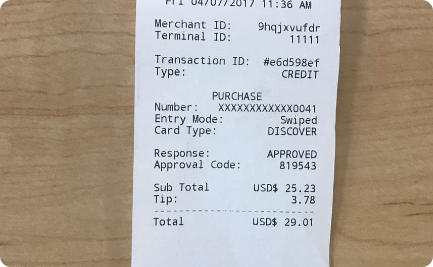 Fri 04/07/2017 11:36 AM
Merchant ID: 9hqjxvufdr
Terminal ID: 11111
Transaction ID: #e6d598ef
Type: CREDIT
PURCHASE
Number: XXXXXXXXXXXX0041
Entry Mode: Swiped
Card Type: DISCOVER
Response: APPROVED
Approval Code: 819543
Sub Total USD$ 25.23
Tip: 3.78
Total USD$ 29.01